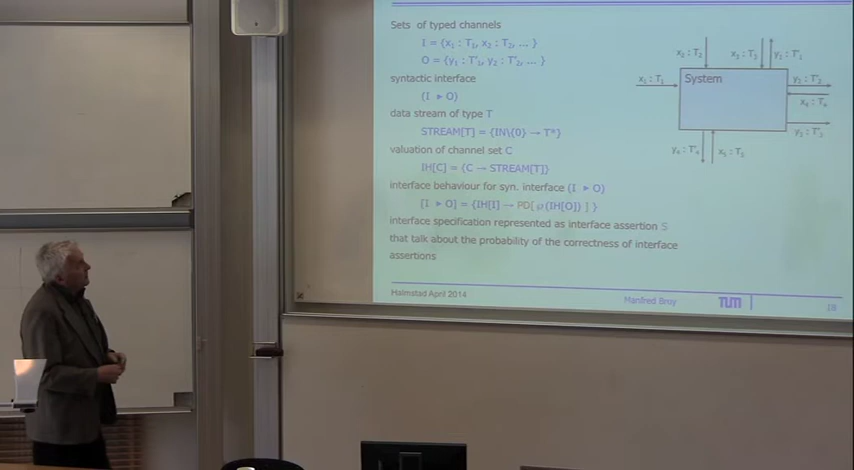 Sets of typed channels
I = {x₁ : T₁, x₂ : T₂, ... }
O = {y₁ : T'₁, y₂ : T'₂, ... }
syntactic interface
(I ▸ O)
data stream of type T
STREAM[T] = {IN\{0} → T*}
valuation of channel set C
IH[C] = {C → STREAM[T]}
interface behaviour for syn. interface (I ▸ O)
[I ▸ O] = {IH[I] → PD[℘(IH[O]) ] }
interface specification represented as interface assertion S
that talk about the probability of the correctness of interface
assertions
x₁ : T₁
System
Halmstad April 2014
Manfred Broy
TUM
18